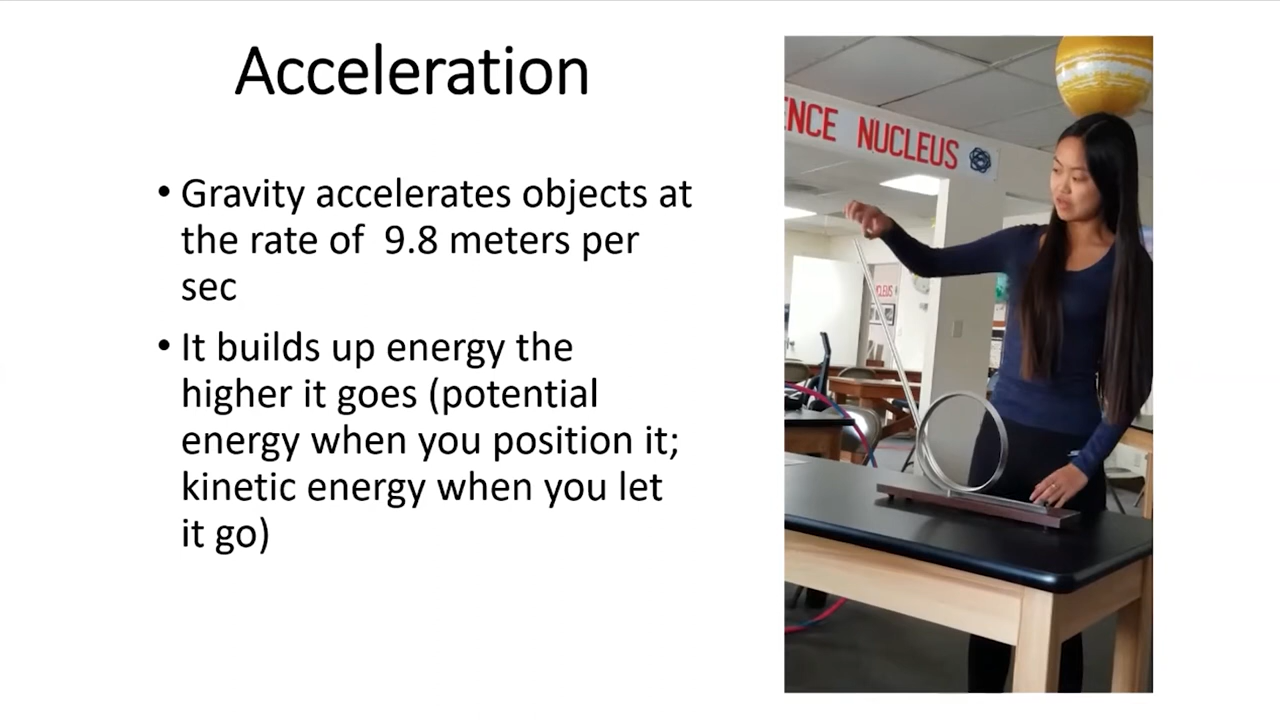 Acceleration
• Gravity accelerates objects at
the rate of  9.8 meters per
sec
• It builds up energy the
higher it goes (potential
energy when you position it;
kinetic energy when you let
it go)
ENCE NUCLEUS